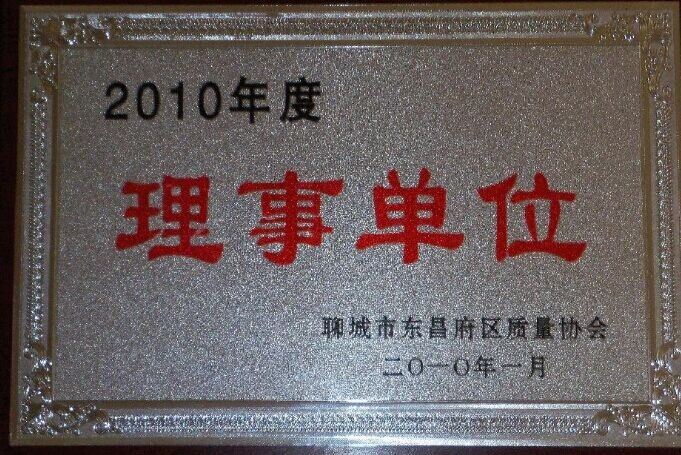 2010年度
理事单位
聊城市东昌府区质量协会
二〇一〇年一月